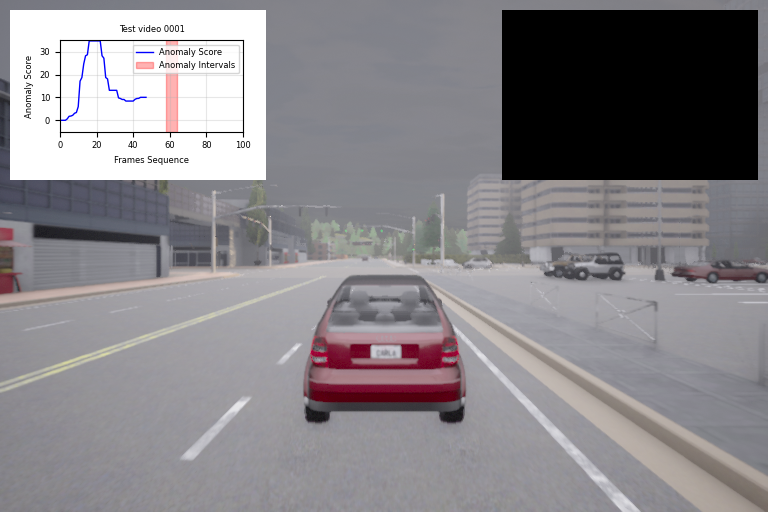 Test video 0001
Anomaly Score
Anomaly Intervals
Anomaly Score
30
20
10
0
0 20 40 60 80 100
Frames Sequence
CARLA